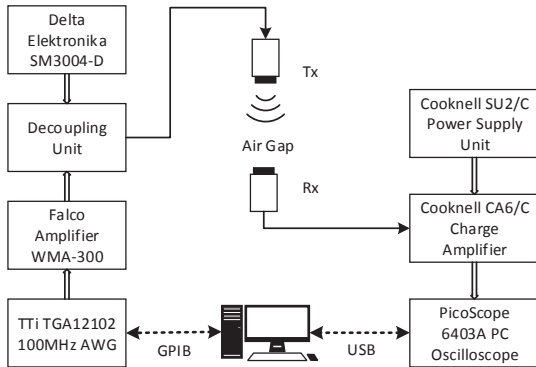 Delta
Elektronika
SM3004-D
Decoupling
Unit
Falco
Amplifier
WMA-300
TTi TGA12102
100MHz AWG
GPIB
USB
Tx
Air Gap
Rx
Cooknell SU2/C
Power Supply
Unit
Cooknell CA6/C
Charge
Amplifier
PicoScope
6403A PC
Oscilloscope